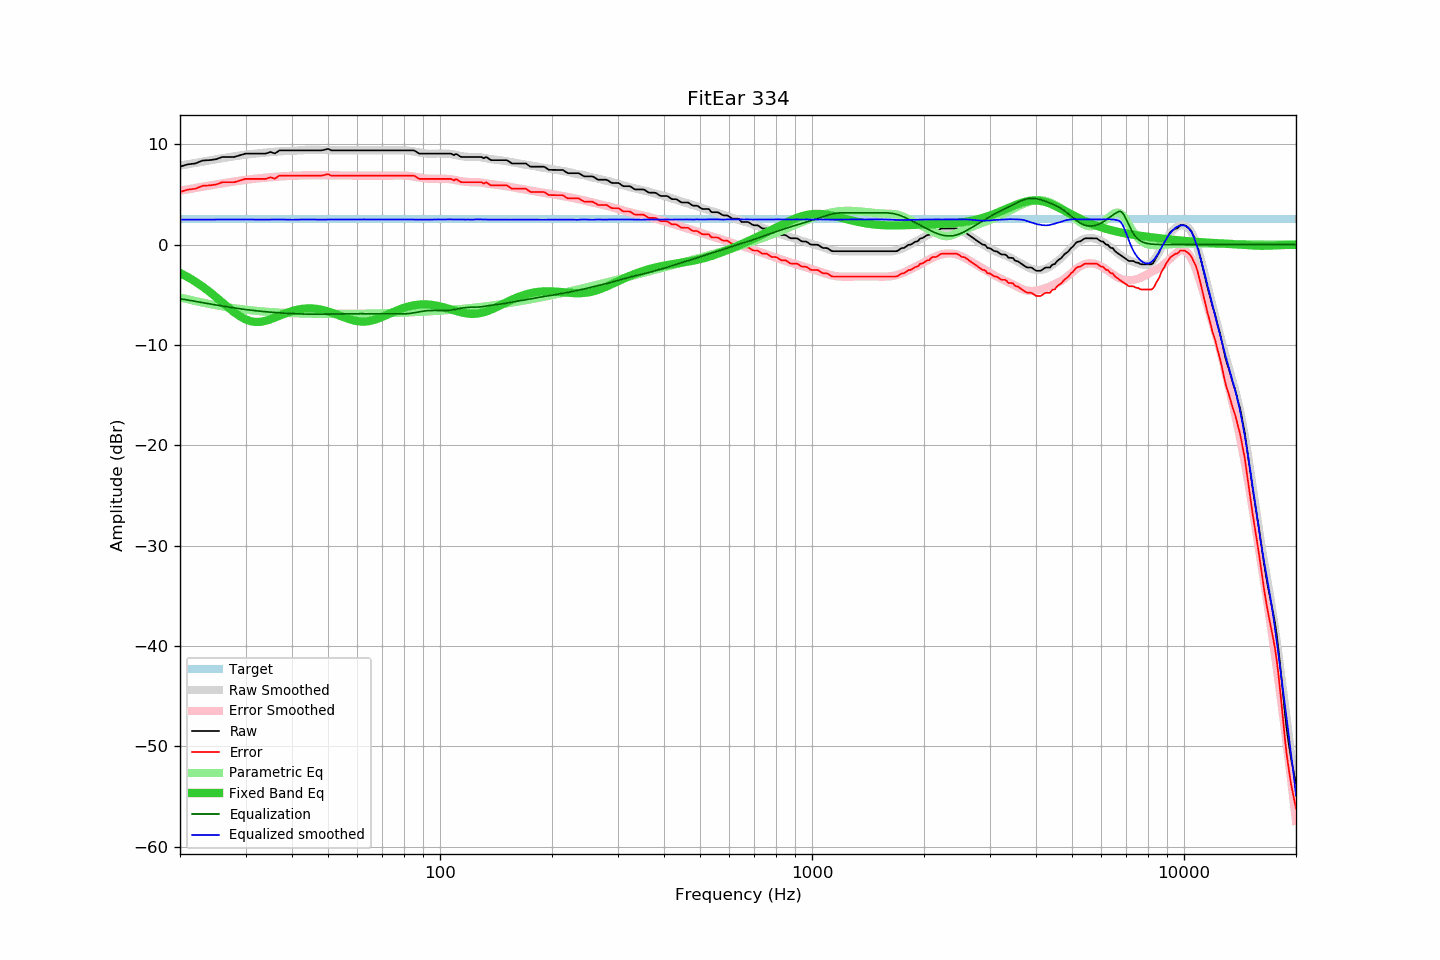 FitEar 334
10
0
−10
−20
−30
−40
−50
−60
Amplitude (dBr)
Target
Raw Smoothed
Error Smoothed
Raw
Error
Parametric Eq
Fixed Band Eq
Equalization
Equalized smoothed
100
1000
10000
Frequency (Hz)